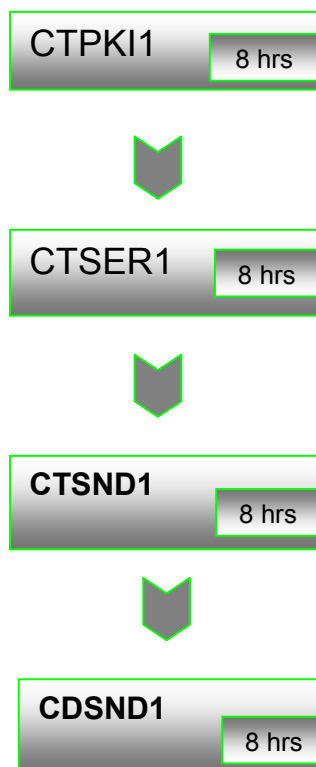 CTPKI1
8 hrs
CTSER1
8 hrs
CTSND1
8 hrs
CDSND1
8 hrs